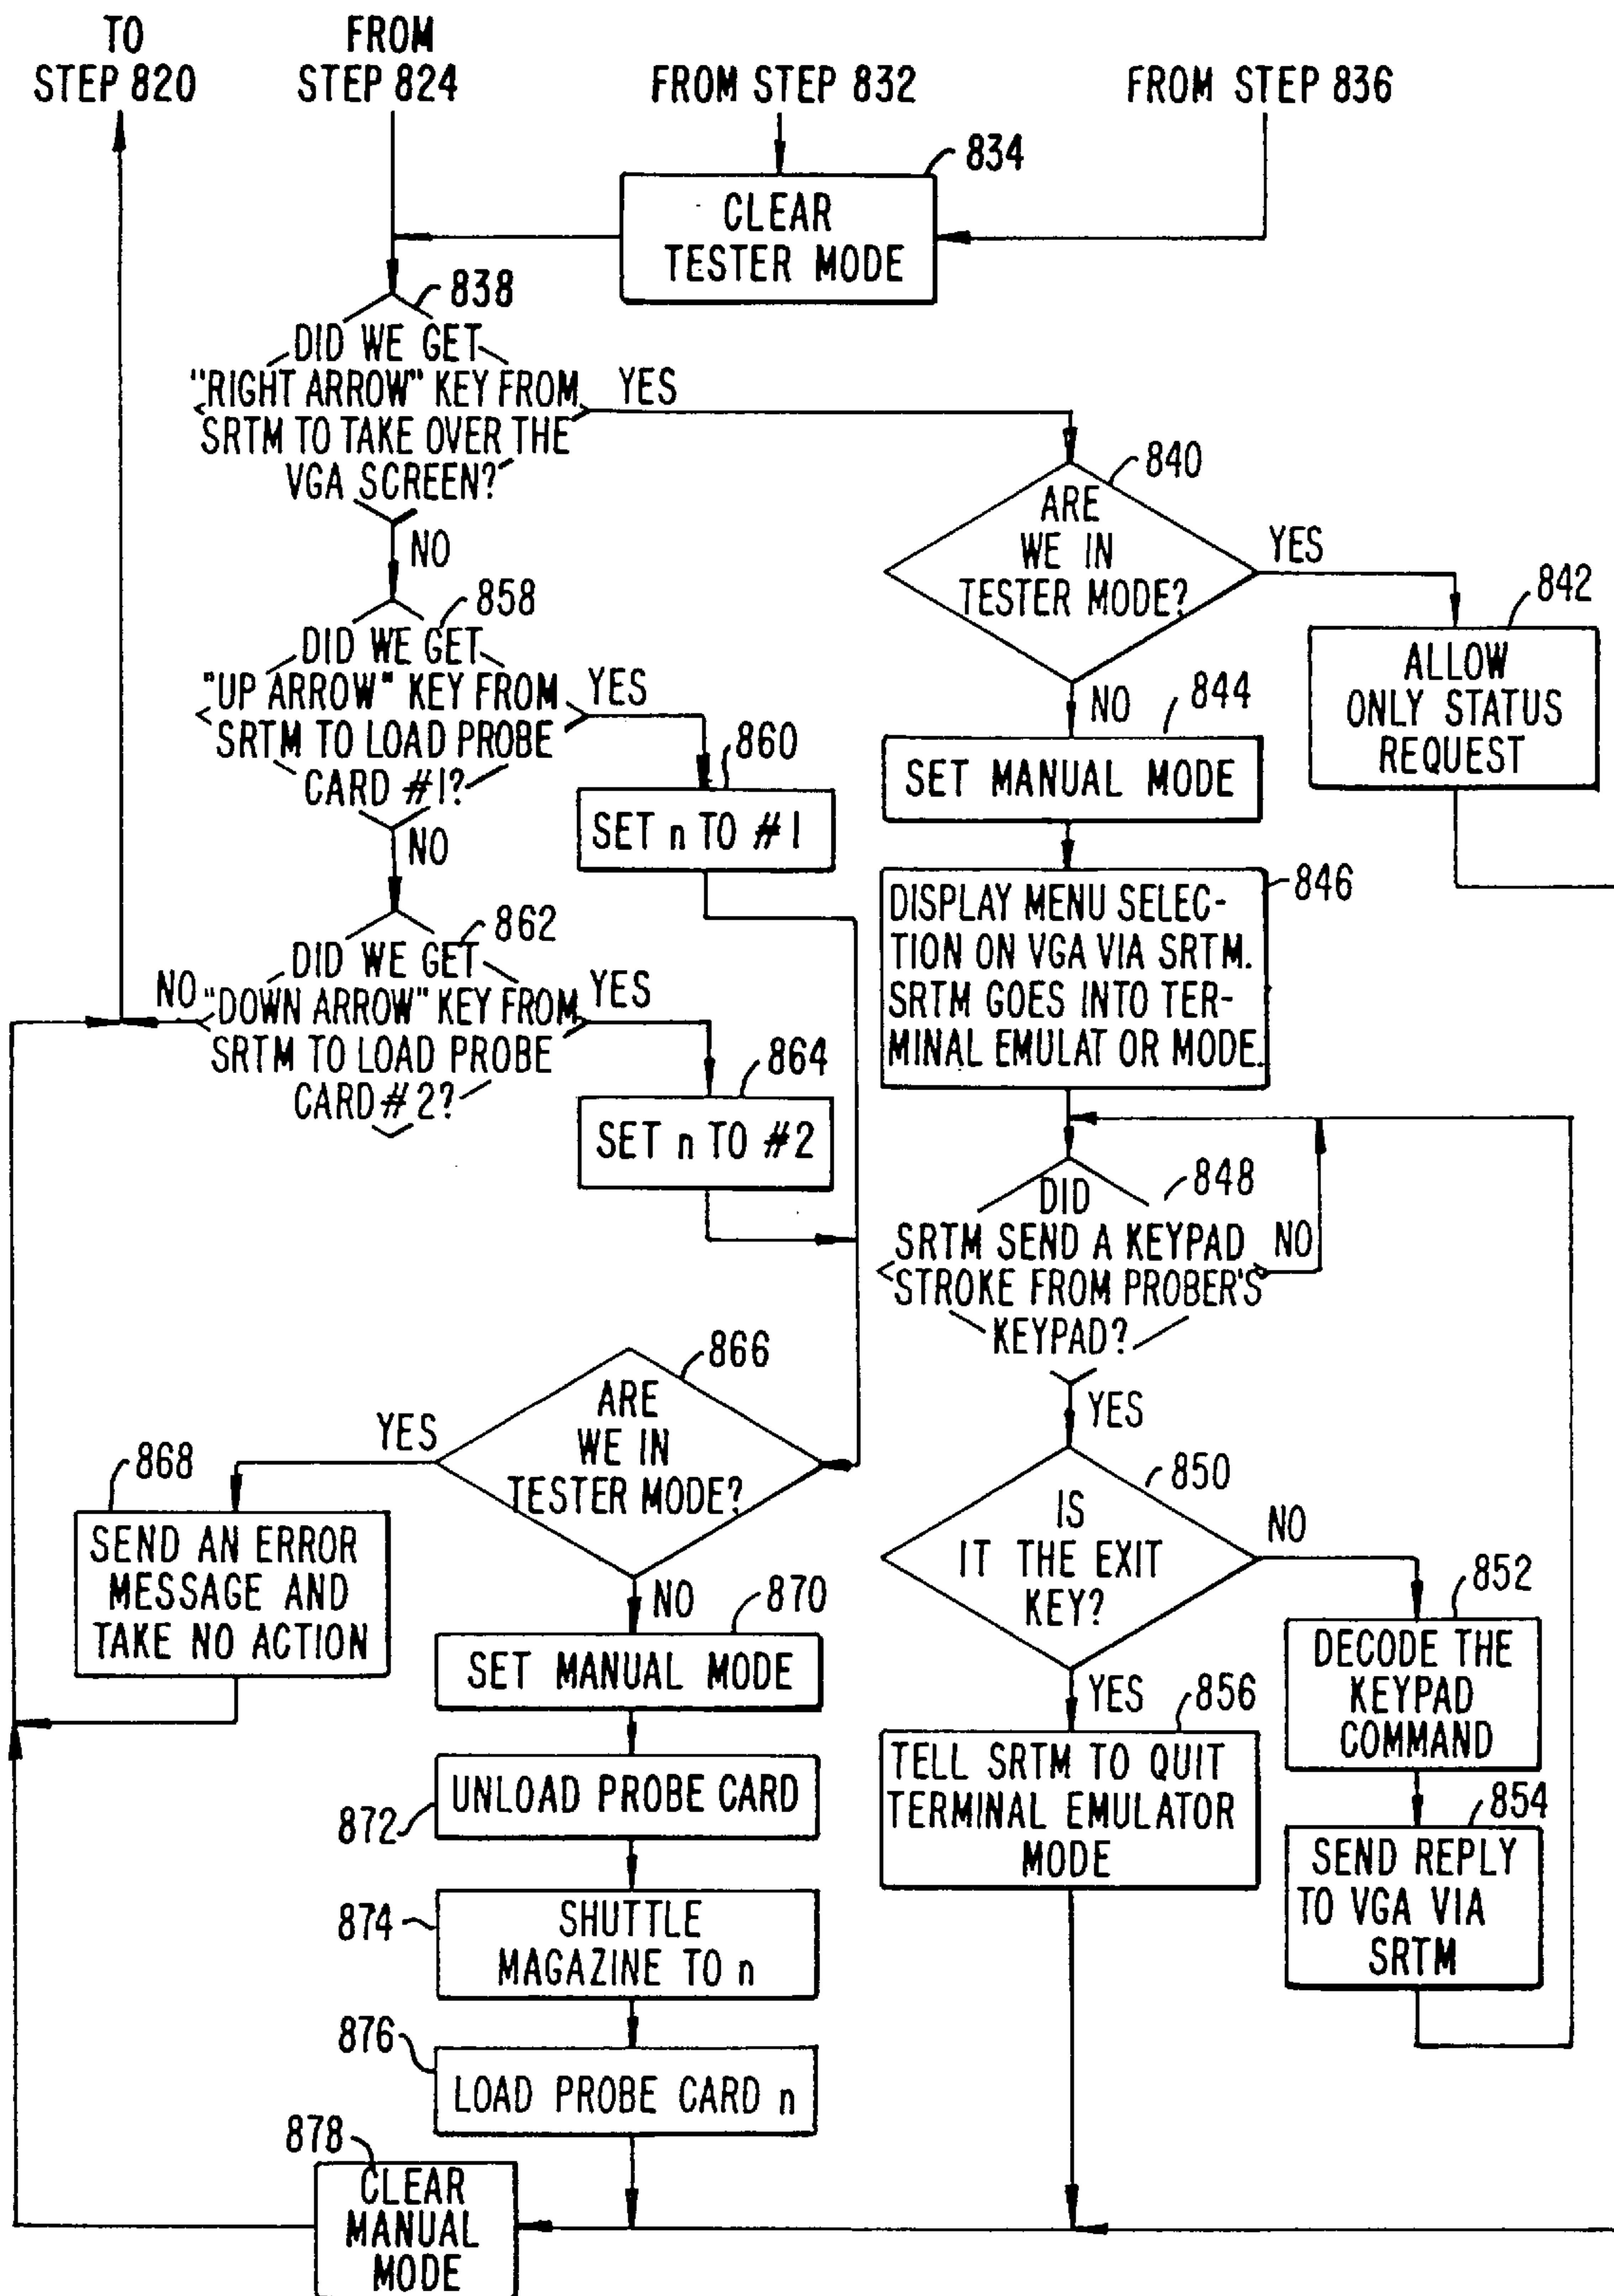 TO
STEP 820
FROM
STEP 824
FROM STEP 832
FROM STEP 836
834
CLEAR
TESTER MODE
838
DID WE GET
"RIGHT ARROW" KEY FROM
SRTM TO TAKE OVER THE
VGA SCREEN?
YES
NO
840
ARE
WE IN
TESTER MODE?
YES
NO
842
ALLOW
ONLY STATUS
REQUEST
858
DID WE GET
"UP ARROW" KEY FROM
SRTM TO LOAD PROBE
CARD #1?
YES
NO
860
SET n TO #1
844
SET MANUAL MODE
846
DISPLAY MENU SELEC-
TION ON VGA VIA SRTM.
SRTM GOES INTO TER-
MINAL EMULAT OR MODE.
862
DID WE GET
"DOWN ARROW" KEY FROM
SRTM TO LOAD PROBE
CARD #2?
NO
YES
864
SET n TO #2
848
DID
SRTM SEND A KEYPAD
STROKE FROM PROBER'S
KEYPAD?
NO
YES
866
ARE
WE IN
TESTER MODE?
YES
NO
868
SEND AN ERROR
MESSAGE AND
TAKE NO ACTION
850
IS
IT THE EXIT
KEY?
NO
YES
852
DECODE THE
KEYPAD
COMMAND
870
SET MANUAL MODE
856
TELL SRTM TO QUIT
TERMINAL EMULATOR
MODE
854
SEND REPLY
TO VGA VIA
SRTM
872
UNLOAD PROBE CARD
874
SHUTTLE
MAGAZINE TO n
876
LOAD PROBE CARD n
878
CLEAR
MANUAL
MODE